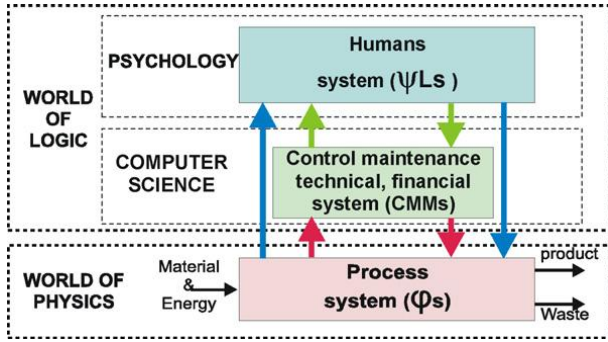 PSYCHOLOGY
Humans
system (ψLs )
WORLD
OF
LOGIC
COMPUTER
SCIENCE
Control maintenance
technical, financial
system (CMMs)
WORLD OF
PHYSICS
Material
&
Energy
Process
system (φs)
product
Waste